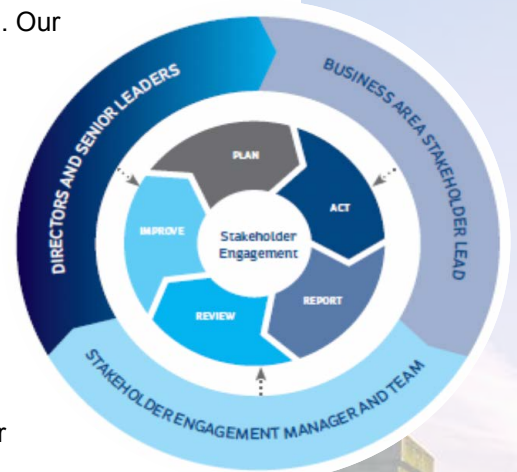 . Our
DIRECTORS AND SENIOR LEADERS
BUSINESS AREA STAKEHOLDER LEAD
PLAN
ACT
IMPROVE
Stakeholder
Engagement
REPORT
REVIEW
STAKEHOLDER ENGAGEMENT MANAGER AND TEAM
r